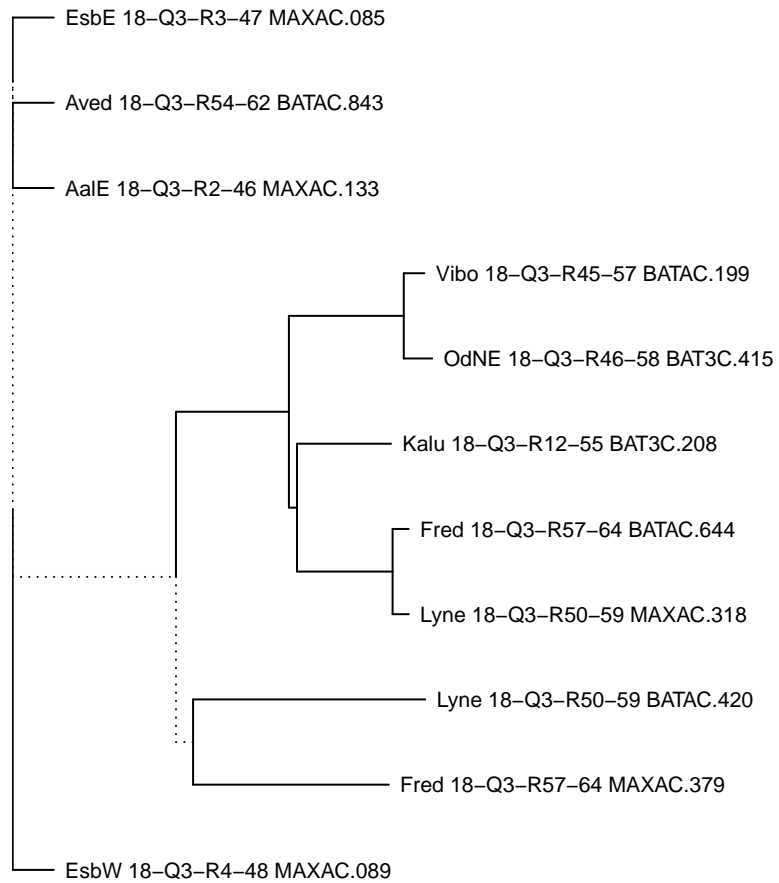 EsbE 18−Q3−R3−47 MAXAC.085
Aved 18−Q3−R54−62 BATAC.843
AalE 18−Q3−R2−46 MAXAC.133
Vibo 18−Q3−R45−57 BATAC.199
OdNE 18−Q3−R46−58 BAT3C.415
Kalu 18−Q3−R12−55 BAT3C.208
Fred 18−Q3−R57−64 BATAC.644
Lyne 18−Q3−R50−59 MAXAC.318
Lyne 18−Q3−R50−59 BATAC.420
Fred 18−Q3−R57−64 MAXAC.379
EsbW 18−Q3−R4−48 MAXAC.089